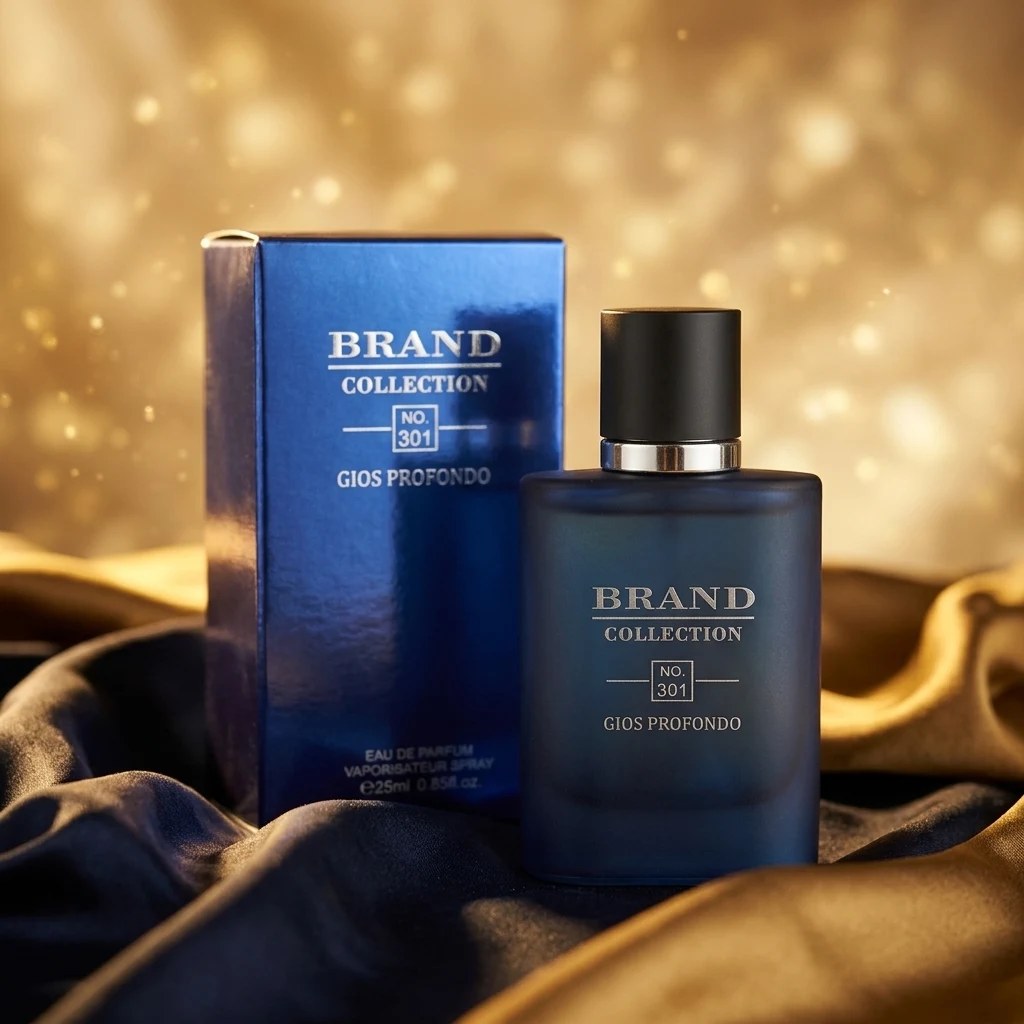 BRAND
COLLECTION
NO.
301
GIOS PROFONDO
EAU DE PARFUM
VAPORISATEUR SPRAY
℮25ml 0.85fl.oz.
BRAND
COLLECTION
NO.
301
GIOS PROFONDO